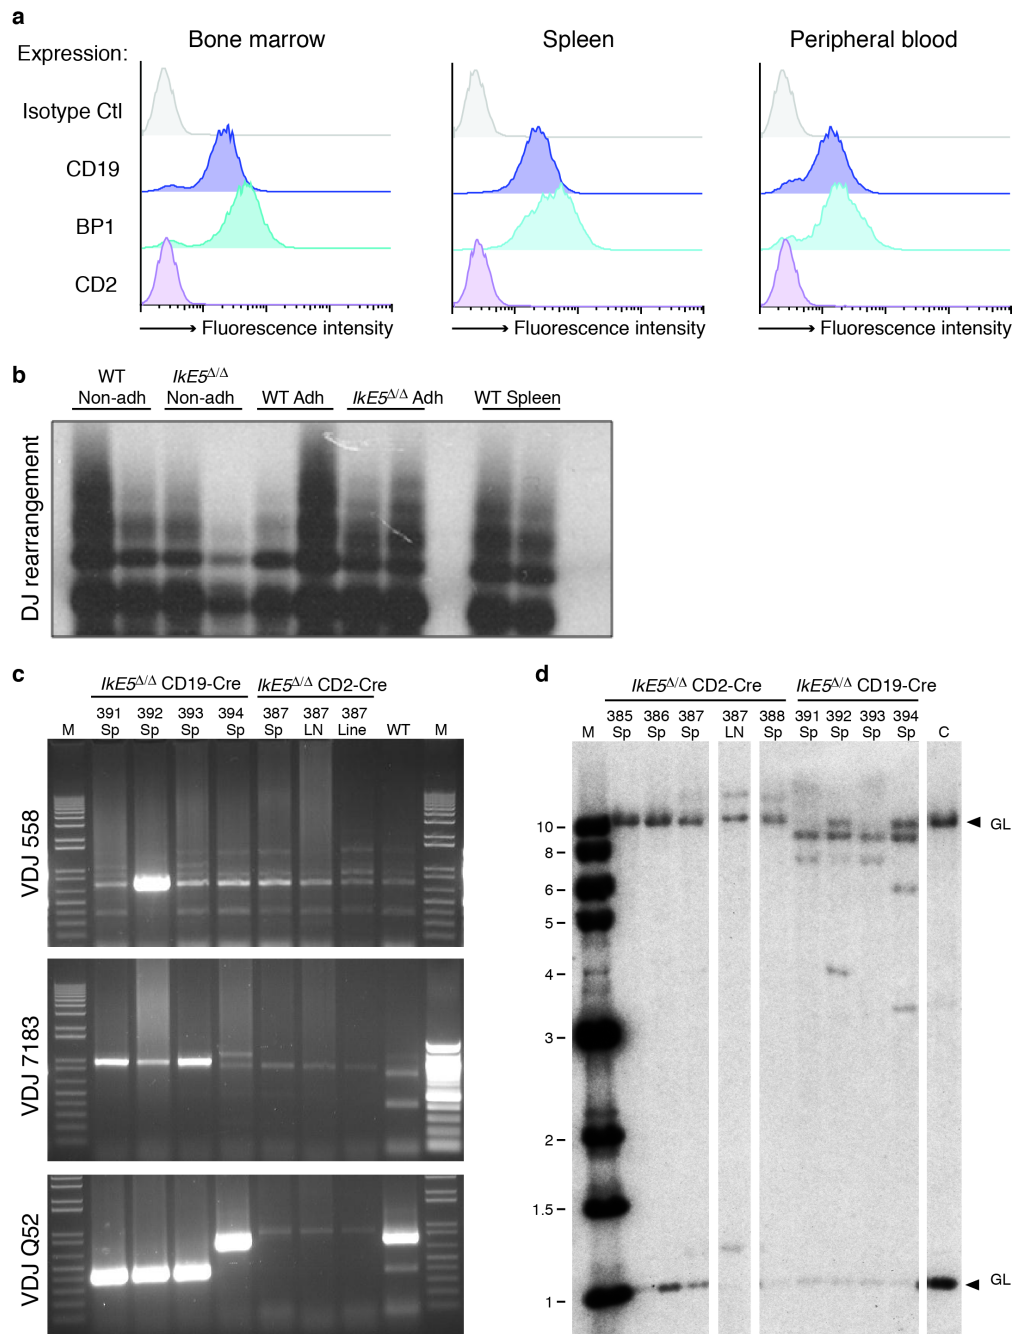 a
Bone marrow
Spleen
Peripheral blood
Expression:
Isotype Ctl
CD19
BP1
CD2
Fluorescence intensity
Fluorescence intensity
Fluorescence intensity
b
WT
Non-adh
IkE5Δ/Δ
Non-adh
WT Adh
IkE5Δ/Δ Adh
WT Spleen
DJ rearrangement
c
IkE5Δ/Δ CD19-Cre
IkE5Δ/Δ CD2-Cre
391 392 393 394 387 387 387
M Sp Sp Sp Sp Sp LN Line WT M
VDJ 558
VDJ 7183
VDJ Q52
d
IkE5Δ/Δ CD2-Cre
IkE5Δ/Δ CD19-Cre
385 386 387 387 388 391 392 393 394
M Sp Sp Sp LN Sp Sp Sp Sp Sp C
10
GL
8
6
5
4
3
2
1.5
GL
1